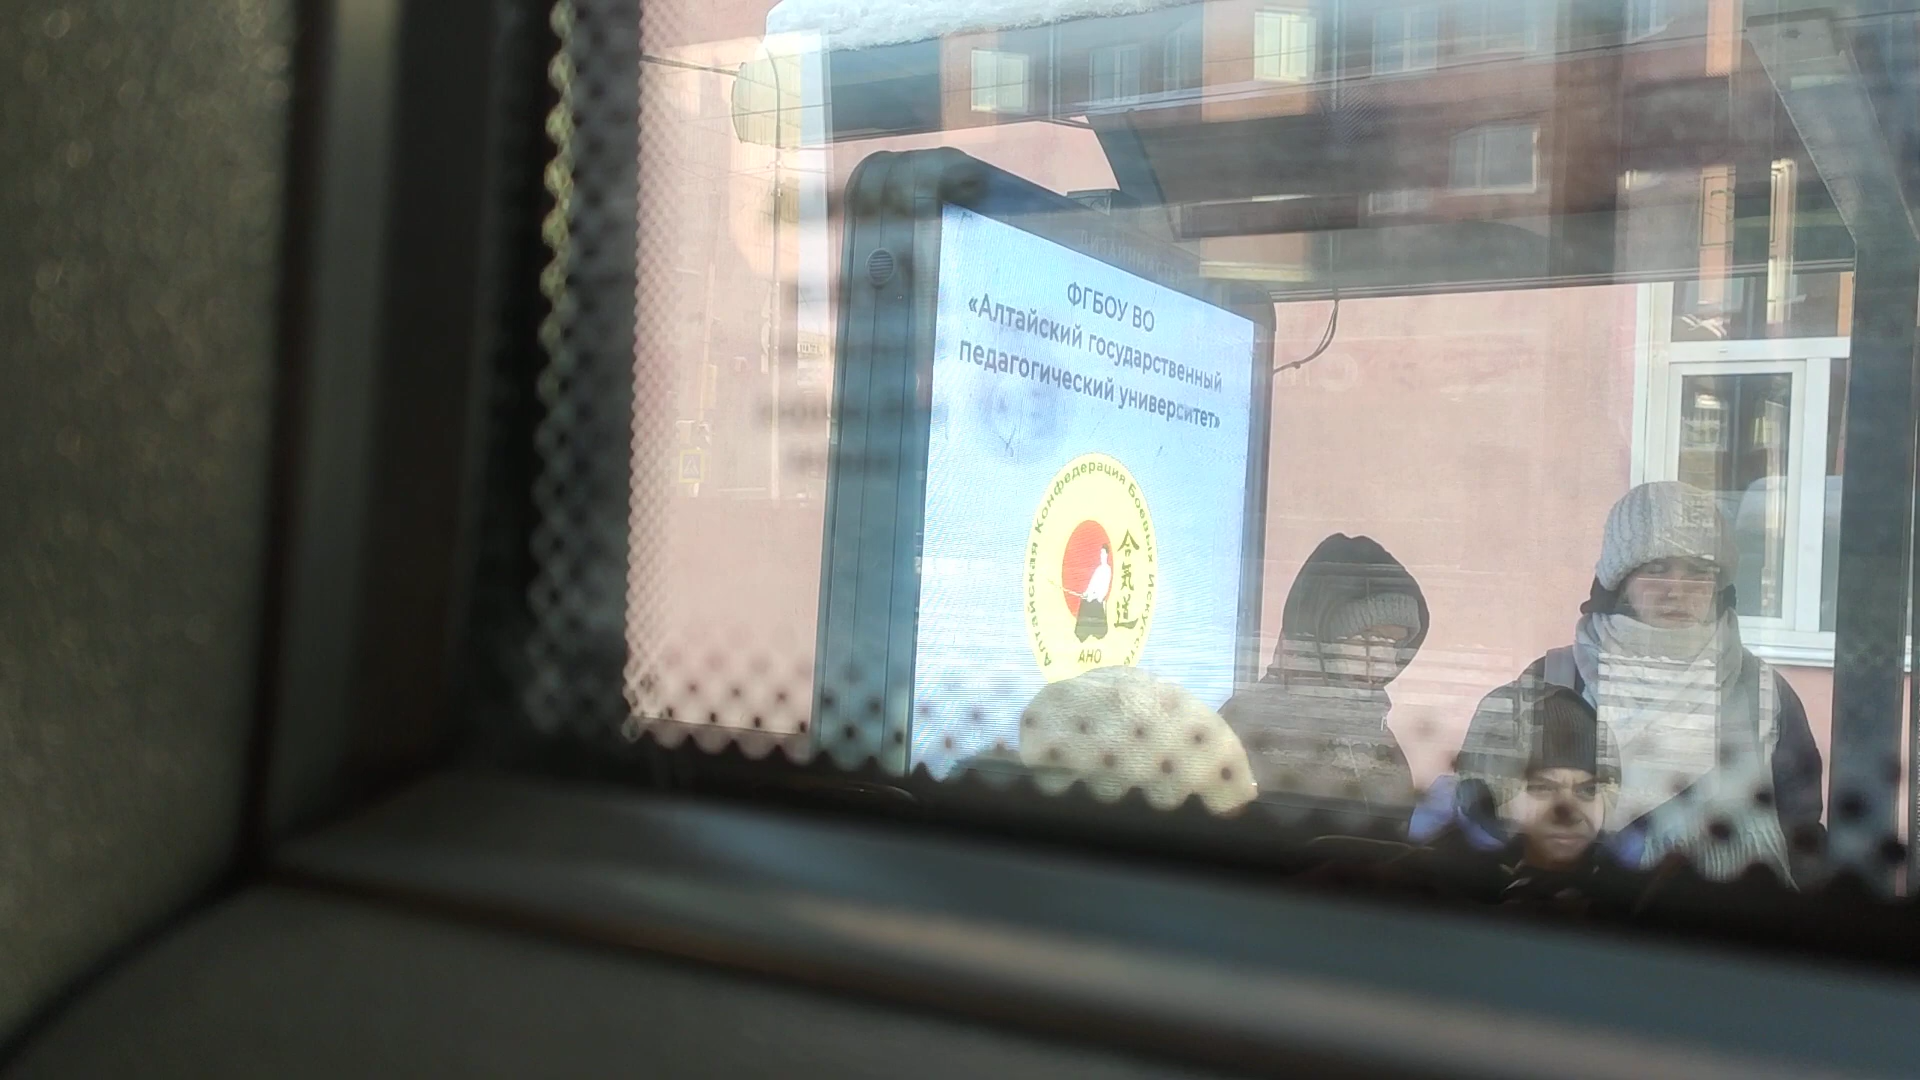 ФГБОУ ВО
«Алтайский государственный
педагогический университет»
Алтайская Конфедерация Боевых Искусств
合気道
АНО